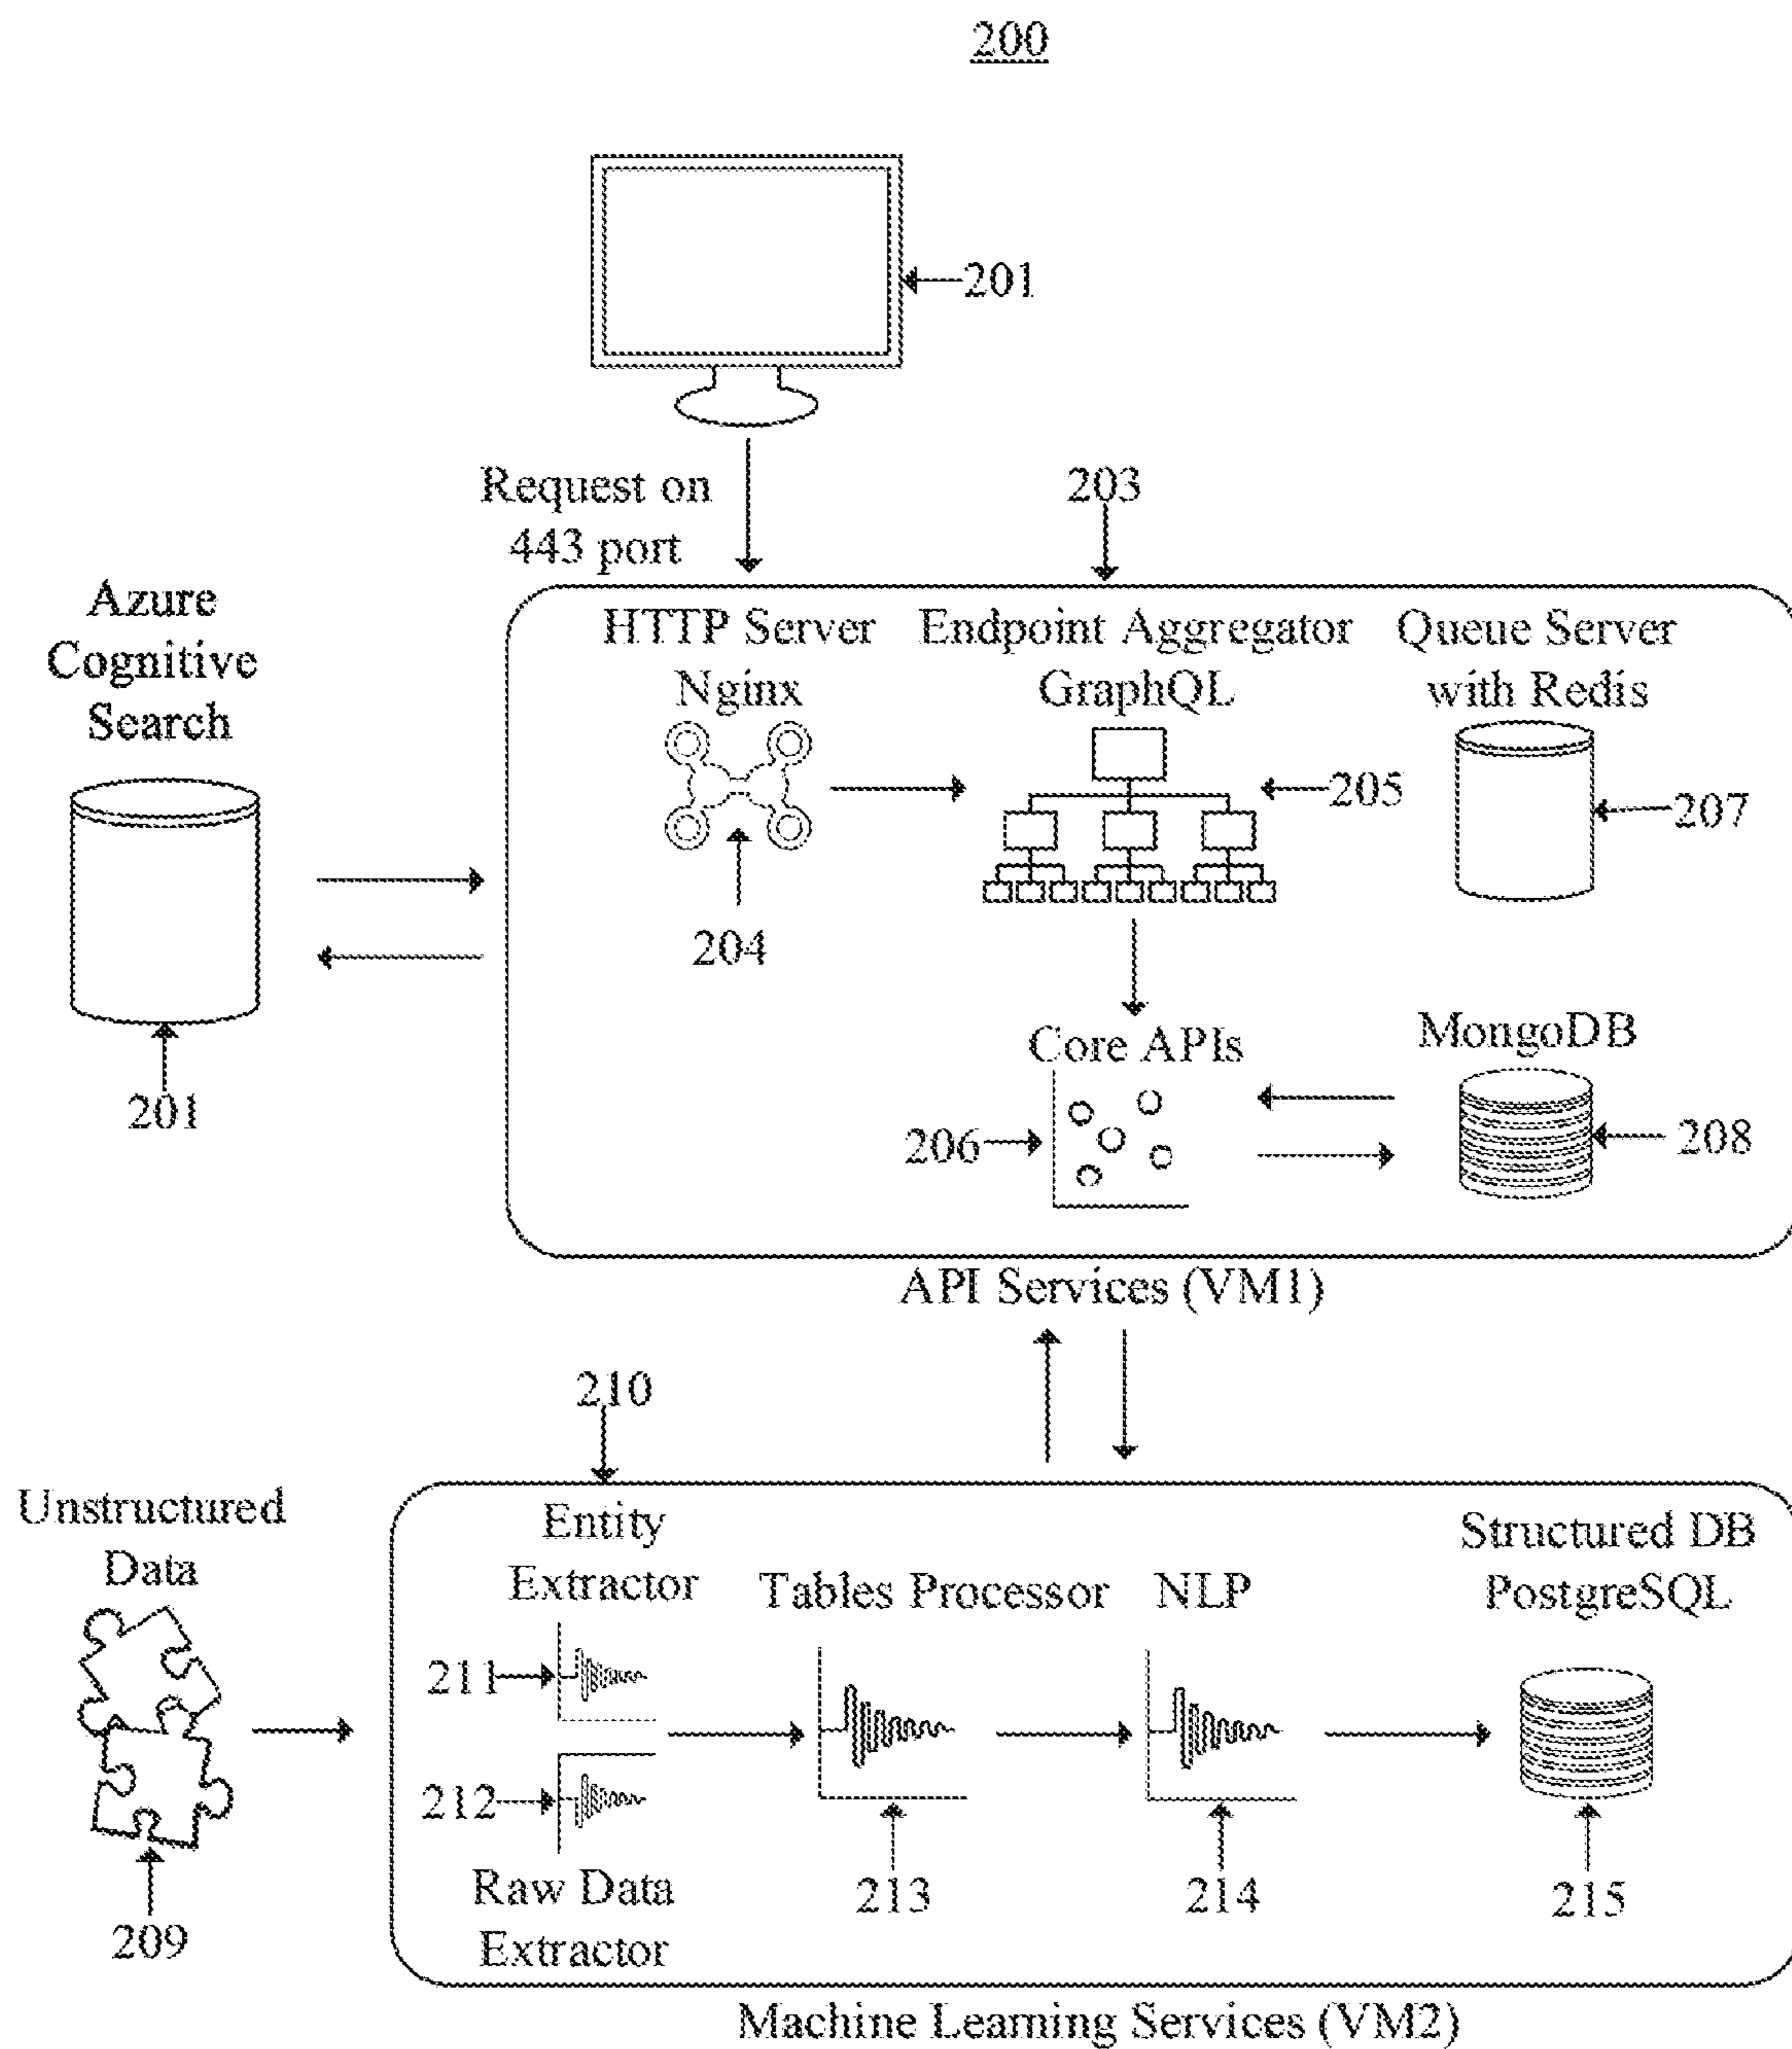 200
201
Request on
443 port
203
Azure
Cognitive
Search
201
HTTP Server
Nginx
204
Endpoint Aggregator
GraphQL
205
Queue Server
with Redis
207
Core APIs
206
MongoDB
208
API Services (VM1)
210
Unstructured
Data
209
Entity
Extractor
211
212
Raw Data
Extractor
Tables Processor
213
NLP
214
Structured DB
PostgreSQL
215
Machine Learning Services (VM2)